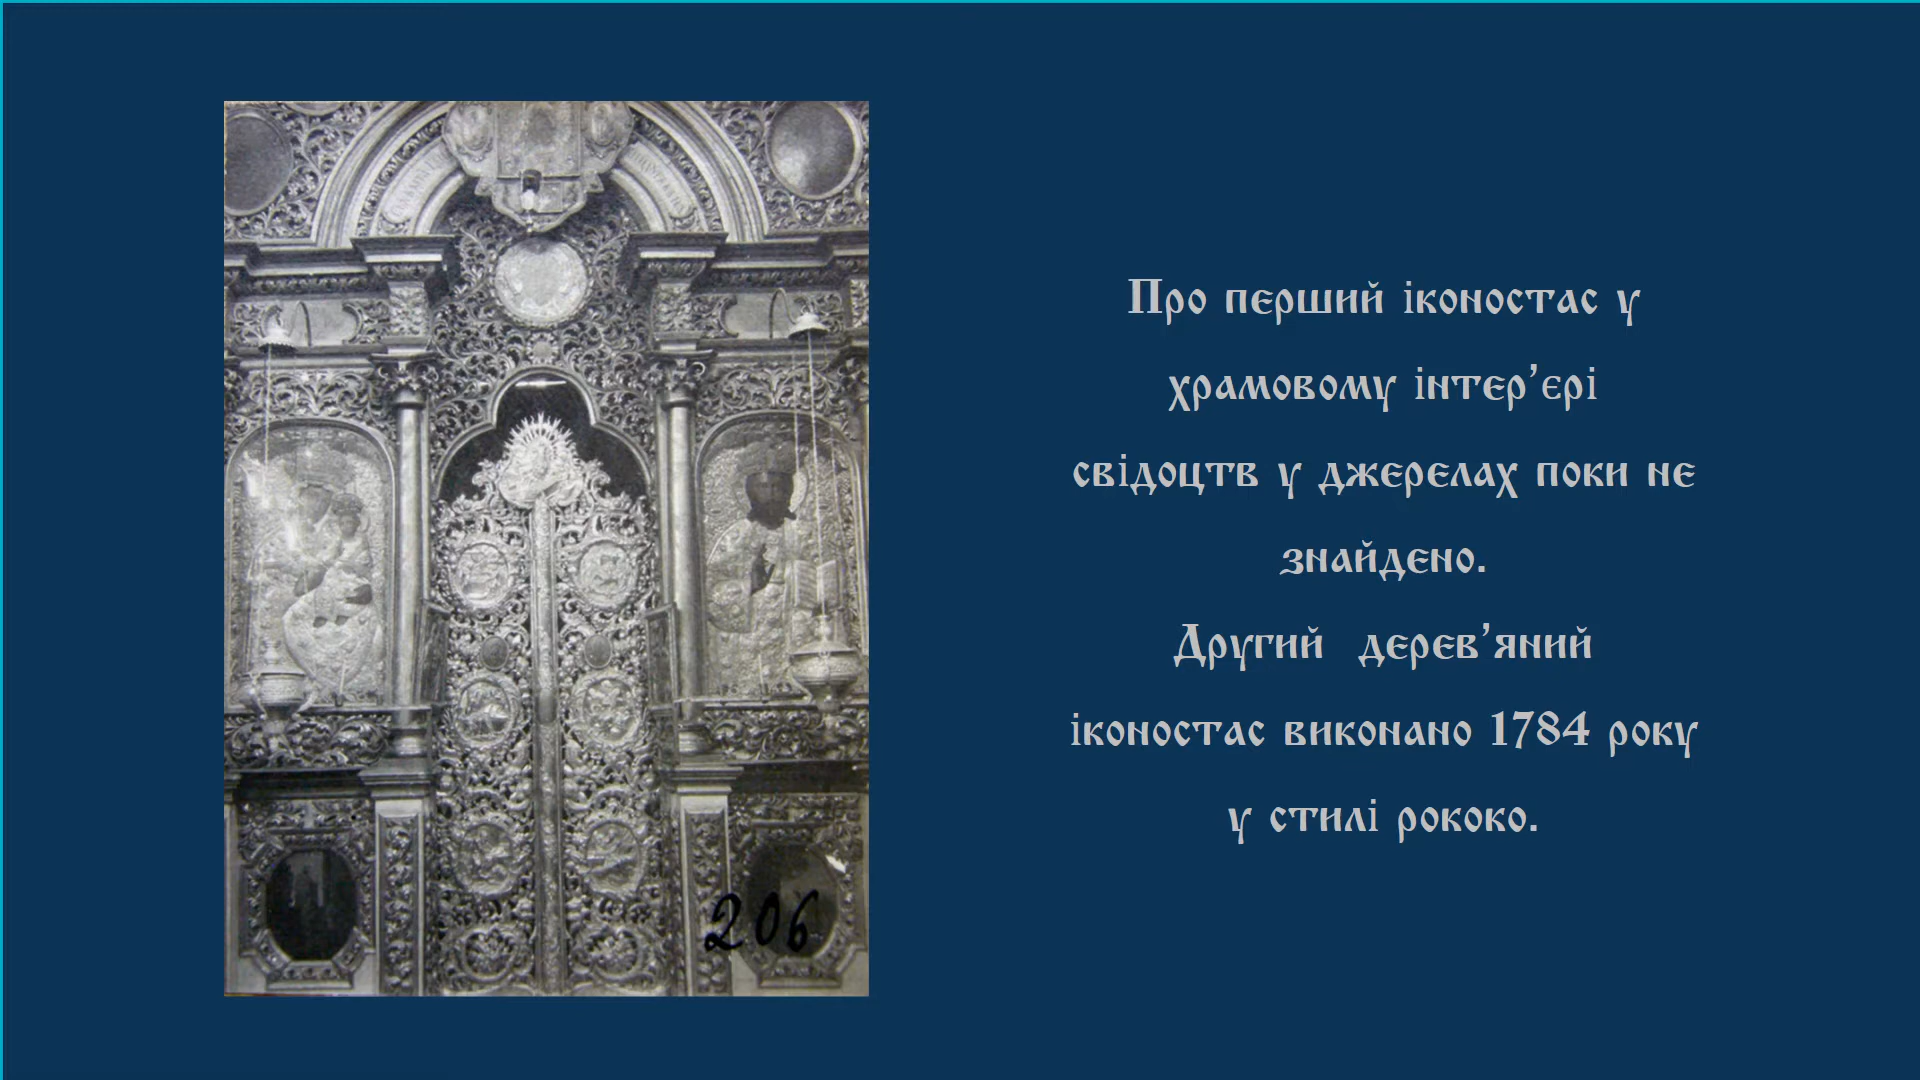 Про перший іконостас у
храмовому інтер’єрі
свідоцтв у джерелах поки не
знайдено.
Другий дерев’яний
іконостас виконано 1784 року
у стилі рококо.
206